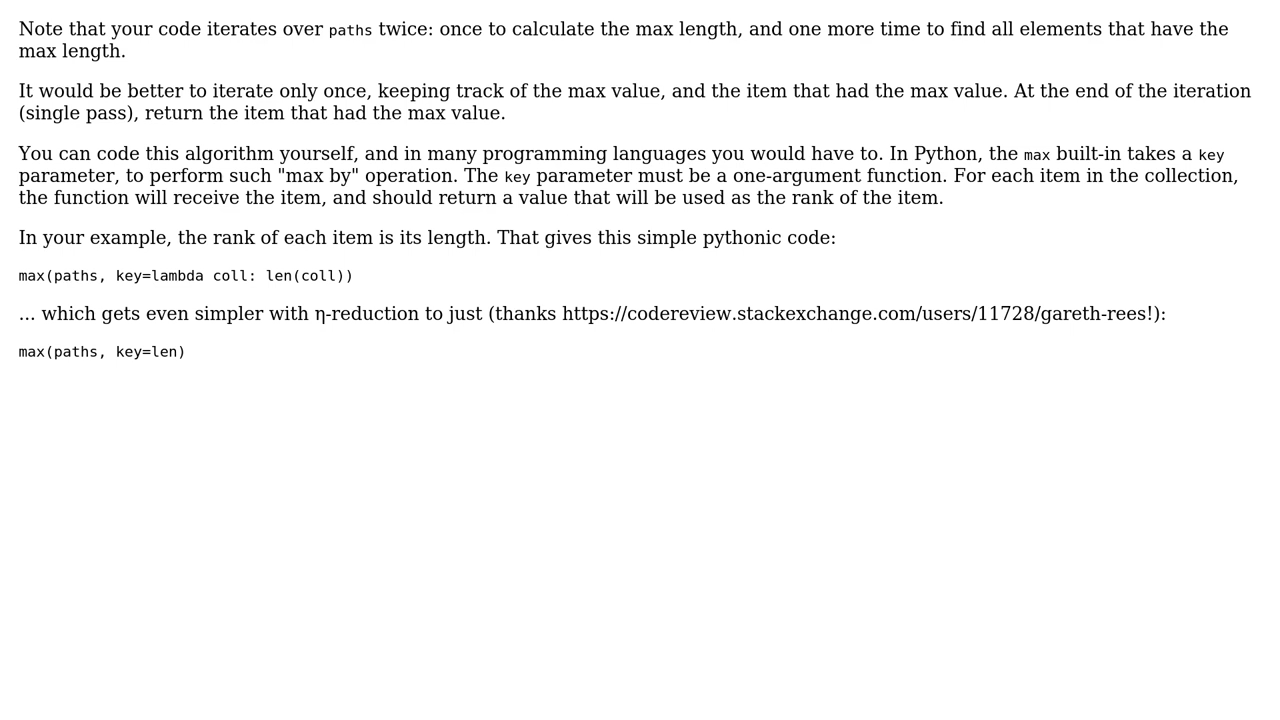 Note that your code iterates over paths twice: once to calculate the max length, and one more time to find all elements that have the
max length.
It would be better to iterate only once, keeping track of the max value, and the item that had the max value. At the end of the iteration
(single pass), return the item that had the max value.
You can code this algorithm yourself, and in many programming languages you would have to. In Python, the max built-in takes a key
parameter, to perform such "max by" operation. The key parameter must be a one-argument function. For each item in the collection,
the function will receive the item, and should return a value that will be used as the rank of the item.
In your example, the rank of each item is its length. That gives this simple pythonic code:
max(paths, key=lambda coll: len(coll))
... which gets even simpler with η-reduction to just (thanks https://codereview.stackexchange.com/users/11728/gareth-rees!):
max(paths, key=len)